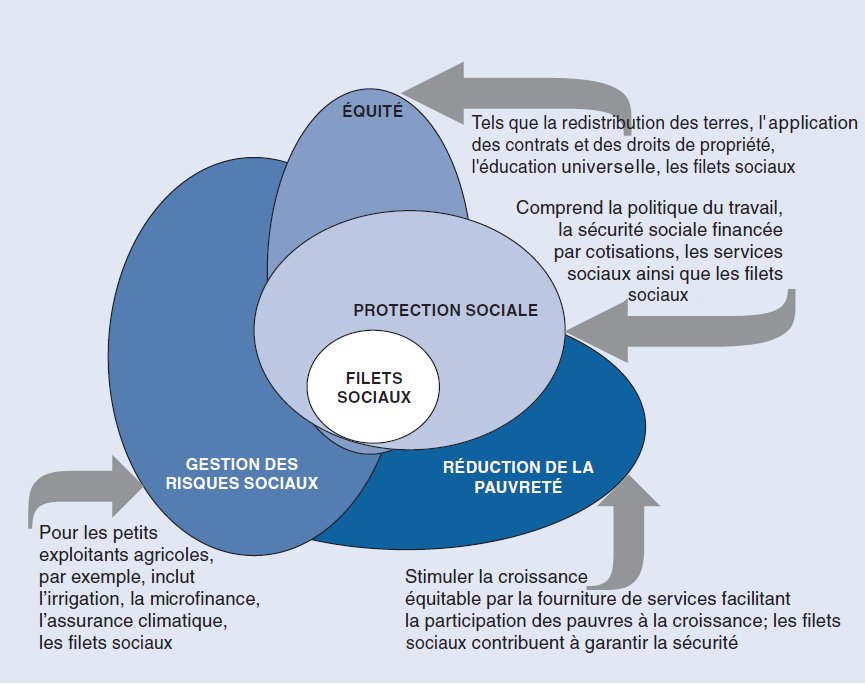 ÉQUITÉ
Tels que la redistribution des terres, l'application
des contrats et des droits de propriété,
l'éducation universelle, les filets sociaux
Comprend la politique du travail,
la sécurité sociale financée
par cotisations, les services
sociaux ainsi que les filets
sociaux
PROTECTION SOCIALE
FILETS
SOCIAUX
GESTION DES
RISQUES SOCIAUX
RÉDUCTION DE LA
PAUVRETÉ
Pour les petits
exploitants agricoles,
par exemple, inclut
l'irrigation, la microfinance,
l'assurance climatique,
les filets sociaux
Stimuler la croissance
équitable par la fourniture de services facilitant
la participation des pauvres à la croissance; les filets
sociaux contribuent à garantir la sécurité